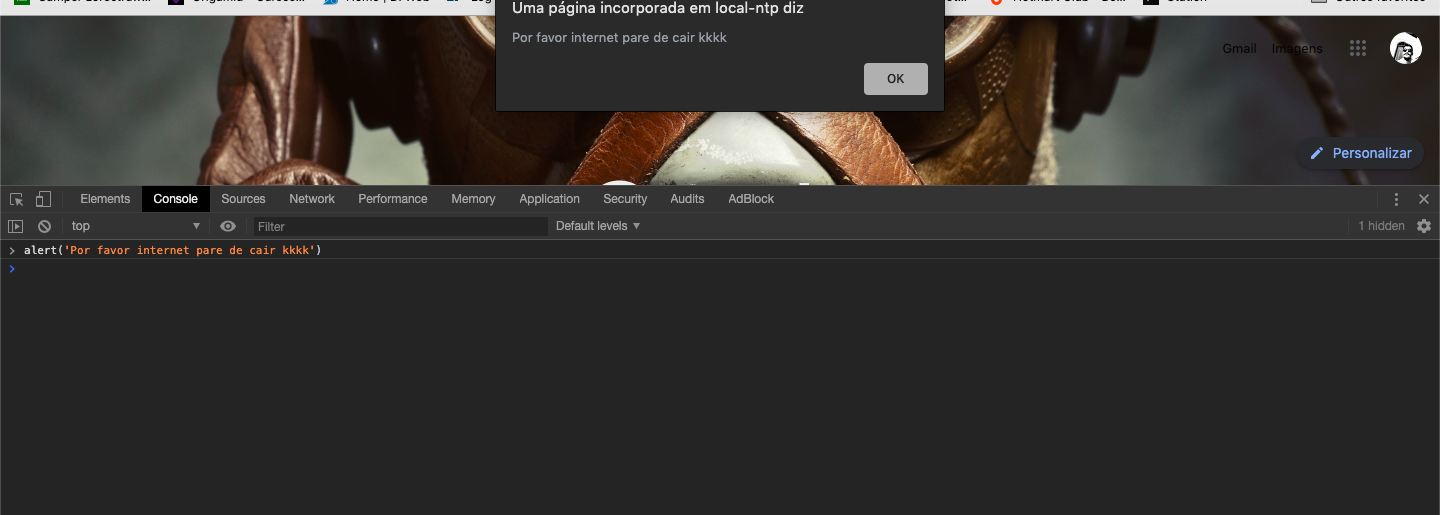 Uma página incorporada em local-ntp diz
Por favor internet pare de cair kkkk
OK
Gmail Imagens
Personalizar
Elements Console Sources Network Performance Memory Application Security Audits AdBlock
top Filter Default levels 1 hidden
alert('Por favor internet pare de cair kkkk')